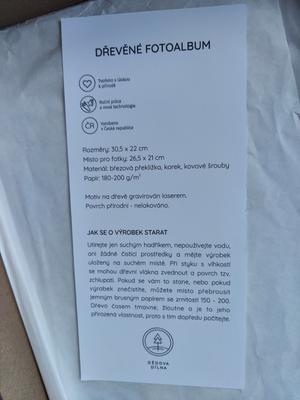 DŘEVĚNÉ FOTOALBUM
Tvořeno s láskou
k přírodě
Ruční práce
a nové technologie
ČR
Vyrobeno
v České republice
Rozměry: 30,5 x 22 cm
Místo pro fotky: 26,5 x 21 cm
Materiál: březová překližka, korek, kovové šrouby
Papír: 180-200 g/m²
Motiv na dřevě gravírován laserem.
Povrch přírodní - nelakováno.
JAK SE O VÝROBEK STARAT
Utírejte jen suchým hadříkem, nepoužívejte vodu,
ani žádné čisticí prostředky a mějte výrobek
uložený na suchém místě. Při styku s vlhkostí
se mohou dřevní vlákna zvednout a povrch tzv.
zchlupatí. Pokud se vám to stane, nebo pokud
výrobek znečistíte, můžete místo přebrousit
jemným brusným papírem se zrnitostí 150 - 200.
Dřevo časem tmavne, žloutne a je to jeho
přirozená vlastnost, proto s tím dopředu počítejte.
DĚDOVA
DÍLNA